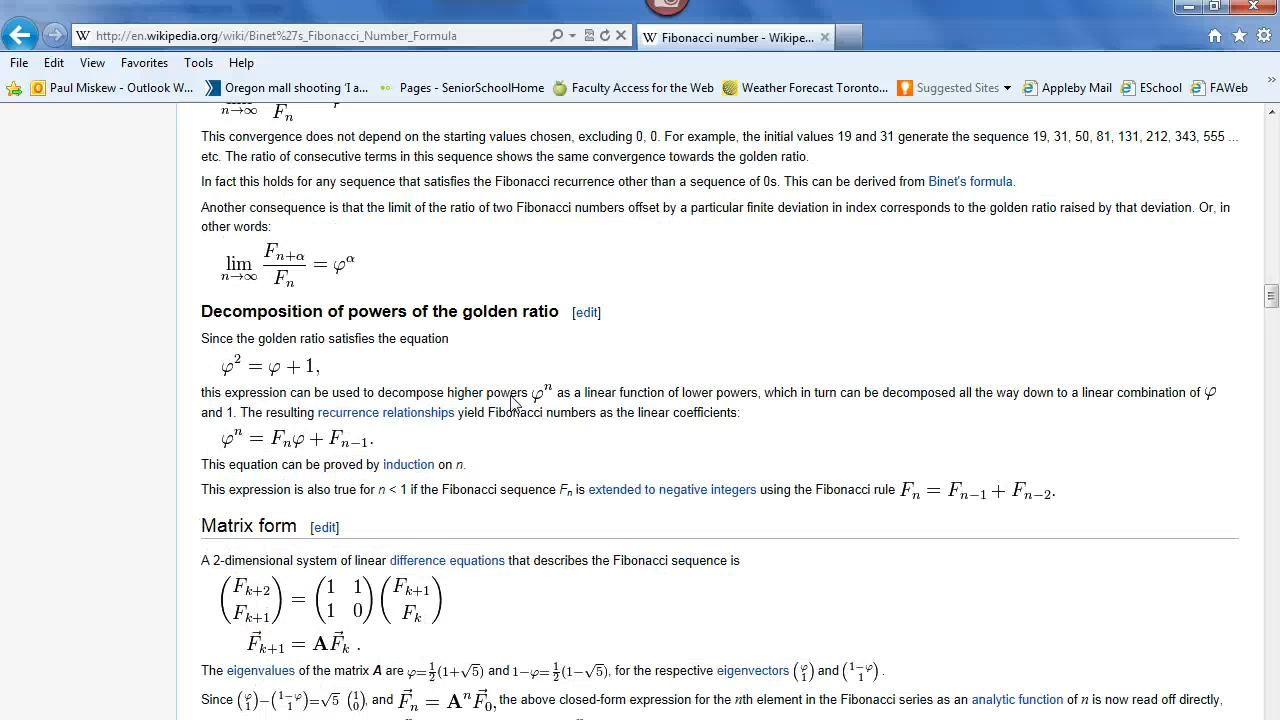 http://en.wikipedia.org/wiki/Binet%27s_Fibonacci_Number_Formula
W Fibonacci number - Wikipe...
File Edit View Favorites Tools Help
Paul Miskew – Outlook W... Oregon mall shooting 'I a... Pages - SeniorSchoolHome Faculty Access for the Web Weather Forecast Toronto... Suggested Sites Appleby Mail ESchool FAWeb
n→∞ Fn
This convergence does not depend on the starting values chosen, excluding 0, 0. For example, the initial values 19 and 31 generate the sequence 19, 31, 50, 81, 131, 212, 343, 555 ...
etc. The ratio of consecutive terms in this sequence shows the same convergence towards the golden ratio.
In fact this holds for any sequence that satisfies the Fibonacci recurrence other than a sequence of 0s. This can be derived from Binet's formula.
Another consequence is that the limit of the ratio of two Fibonacci numbers offset by a particular finite deviation in index corresponds to the golden ratio raised by that deviation. Or, in
other words:
lim n→∞ Fn+α / Fn = φ^α
Decomposition of powers of the golden ratio [edit]
Since the golden ratio satisfies the equation
φ² = φ + 1,
this expression can be used to decompose higher powers φ^n as a linear function of lower powers, which in turn can be decomposed all the way down to a linear combination of φ
and 1. The resulting recurrence relationships yield Fibonacci numbers as the linear coefficients:
φ^n = Fnφ + Fn−1.
This equation can be proved by induction on n.
This expression is also true for n < 1 if the Fibonacci sequence Fn is extended to negative integers using the Fibonacci rule Fn = Fn−1 + Fn−2.
Matrix form [edit]
A 2-dimensional system of linear difference equations that describes the Fibonacci sequence is
(Fk+2 Fk+1) = (1 1 1 0) (Fk+1 Fk)
F⃗k+1 = AF⃗k .
The eigenvalues of the matrix A are φ=½(1+√5) and 1−φ=½(1−√5), for the respective eigenvectors (φ 1) and (1−φ 1).
Since (φ 1)−(1−φ 1)=√5 (1 0), and F⃗n = A^nF⃗0, the above closed-form expression for the nth element in the Fibonacci series as an analytic function of n is now read off directly,